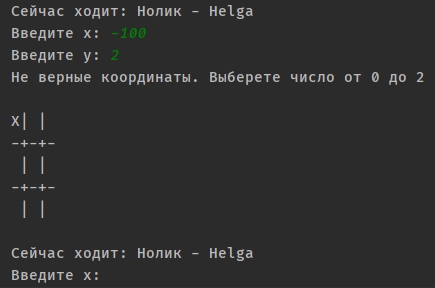 Сейчас ходит: Нолик - Helga
Введите x: -100
Введите y: 2
Не верные координаты. Выберете число от 0 до 2
X| |
-+-+-
 | |
-+-+-
 | |
Сейчас ходит: Нолик - Helga
Введите x: